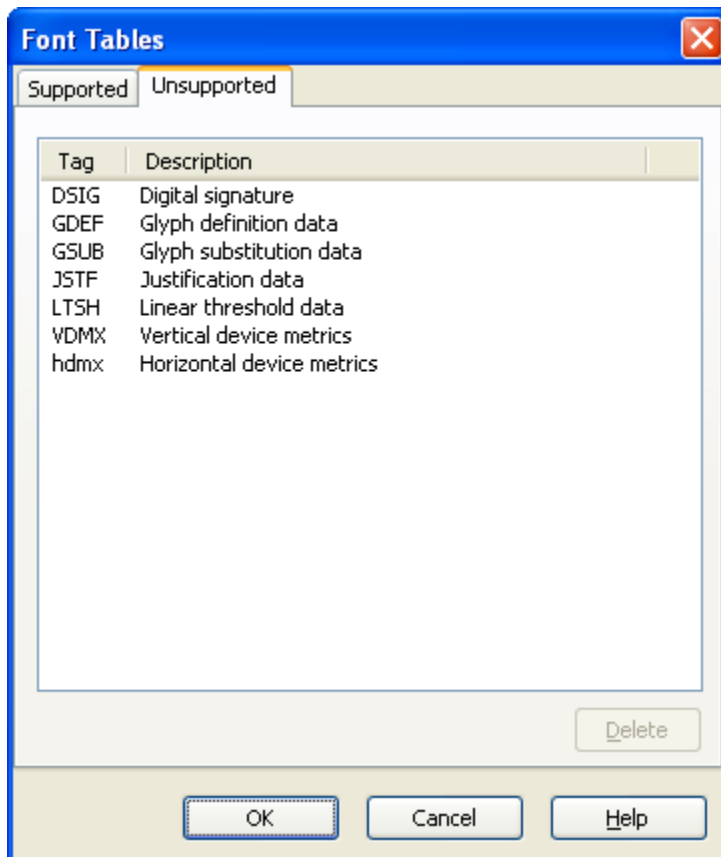 Font Tables
Supported Unsupported
Tag Description
DSIG Digital signature
GDEF Glyph definition data
GSUB Glyph substitution data
JSTF Justification data
LTSH Linear threshold data
VDMX Vertical device metrics
hdmx Horizontal device metrics
Delete
OK Cancel Help